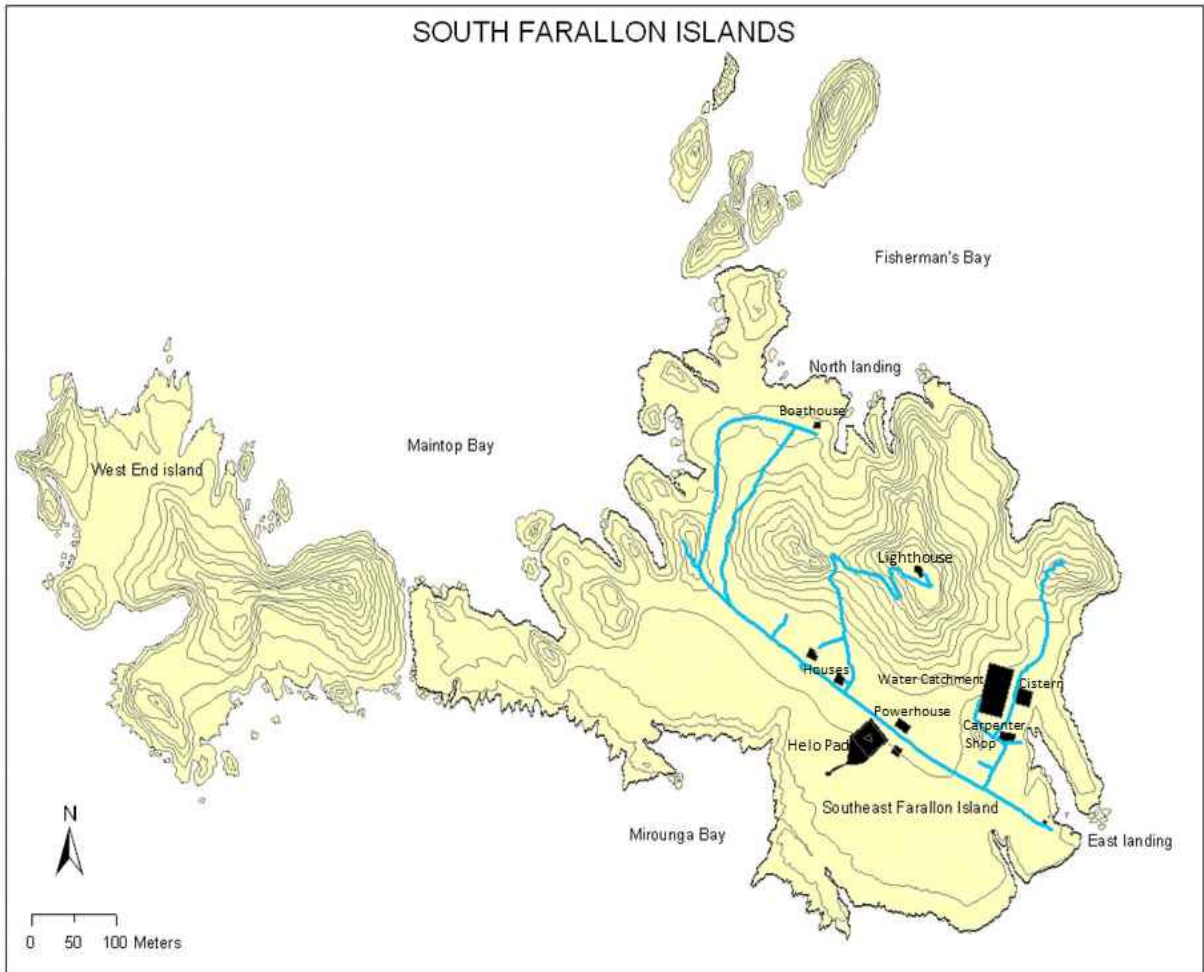 SOUTH FARALLON ISLANDS
Fisherman's Bay
North landing
Boathouse
Maintop Bay
West End island
Lighthouse
Houses
Water Catchment
Cistern
Powerhouse
Carpenter
Shop
Helo Pad
Southeast Farallon Island
Mirounga Bay
East landing
N
0 50 100 Meters